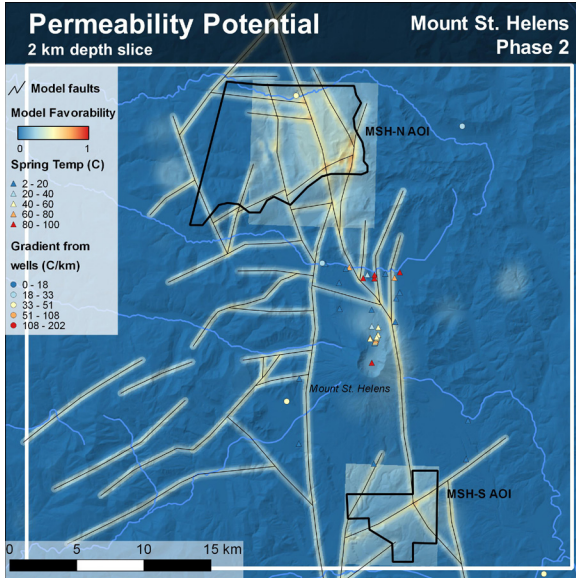 Permeability Potential
2 km depth slice
Mount St. Helens
Phase 2
Model faults
Model Favorability
0 1
Spring Temp (C)
2 - 20
20 - 40
40 - 60
60 - 80
80 - 100
Gradient from
wells (C/km)
0 - 18
18 - 33
33 - 51
51 - 108
108 - 202
MSH-N AOI
Mount St. Helens
MSH-S AOI
0 5 10 15 km